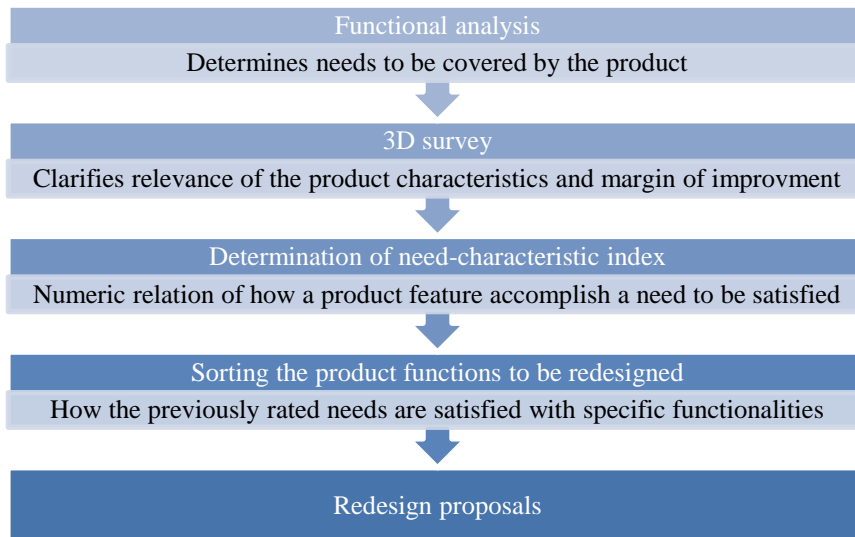 Functional analysis
Determines needs to be covered by the product
3D survey
Clarifies relevance of the product characteristics and margin of improvment
Determination of need-characteristic index
Numeric relation of how a product feature accomplish a need to be satisfied
Sorting the product functions to be redesigned
How the previously rated needs are satisfied with specific functionalities
Redesign proposals